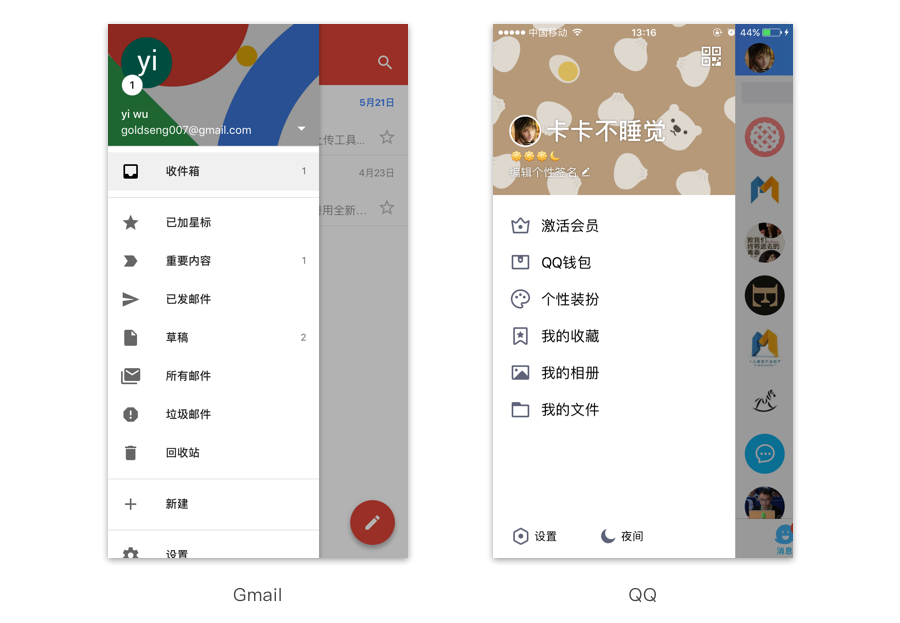 yi
1
yi wu
goldseng007@gmail.com
5月21日
上传工具...
4月23日
用全新...
收件箱 1
已加星标
重要内容 1
已发邮件
草稿 2
所有邮件
垃圾邮件
回收站
新建
设置
Gmail
中国移动 13:16 44%
卡卡不睡觉
编辑个性签名
激活会员
QQ钱包
个性装扮
我的收藏
我的相册
我的文件
设置 夜间
消息
QQ